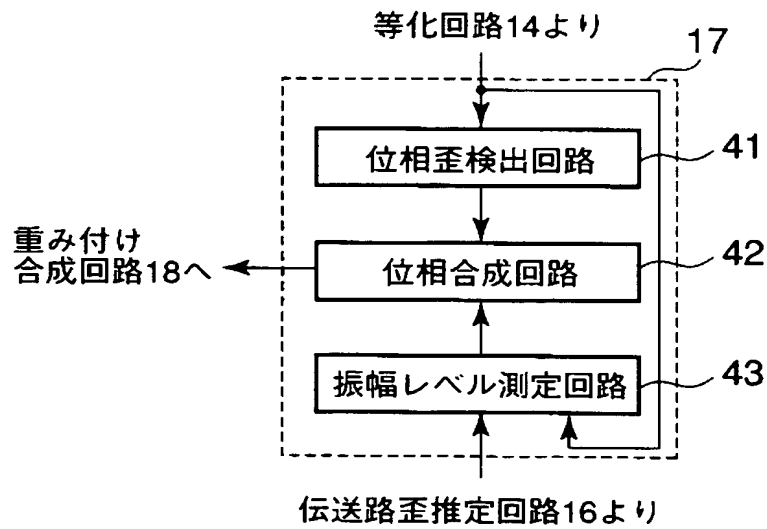 等化回路14より
17
位相歪検出回路
41
重み付け
合成回路18へ
位相合成回路
42
振幅レベル測定回路
43
伝送路歪推定回路16より